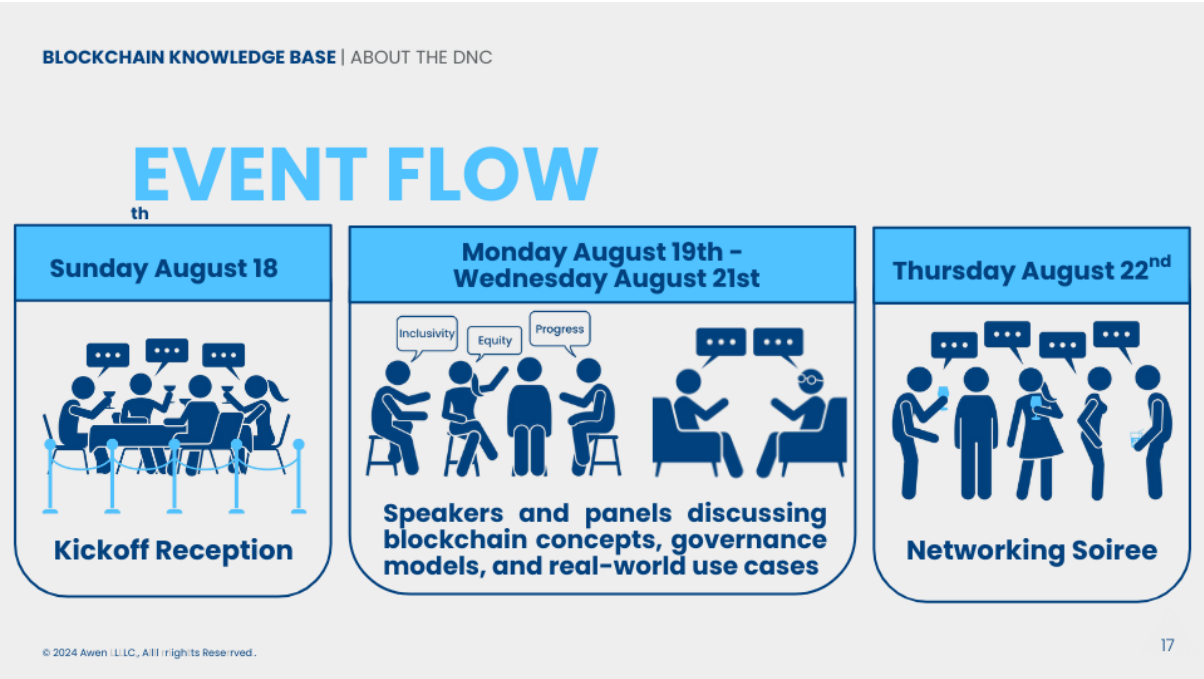 BLOCKCHAIN KNOWLEDGE BASE | ABOUT THE DNC
EVENT FLOW
th
Sunday August 18
Monday August 19th –
Wednesday August 21st
Thursday August 22nd
Inclusivity
Equity
Progress
Kickoff Reception
Speakers and panels discussing
blockchain concepts, governance
models, and real-world use cases
Networking Soiree
© 2024 Awen
17